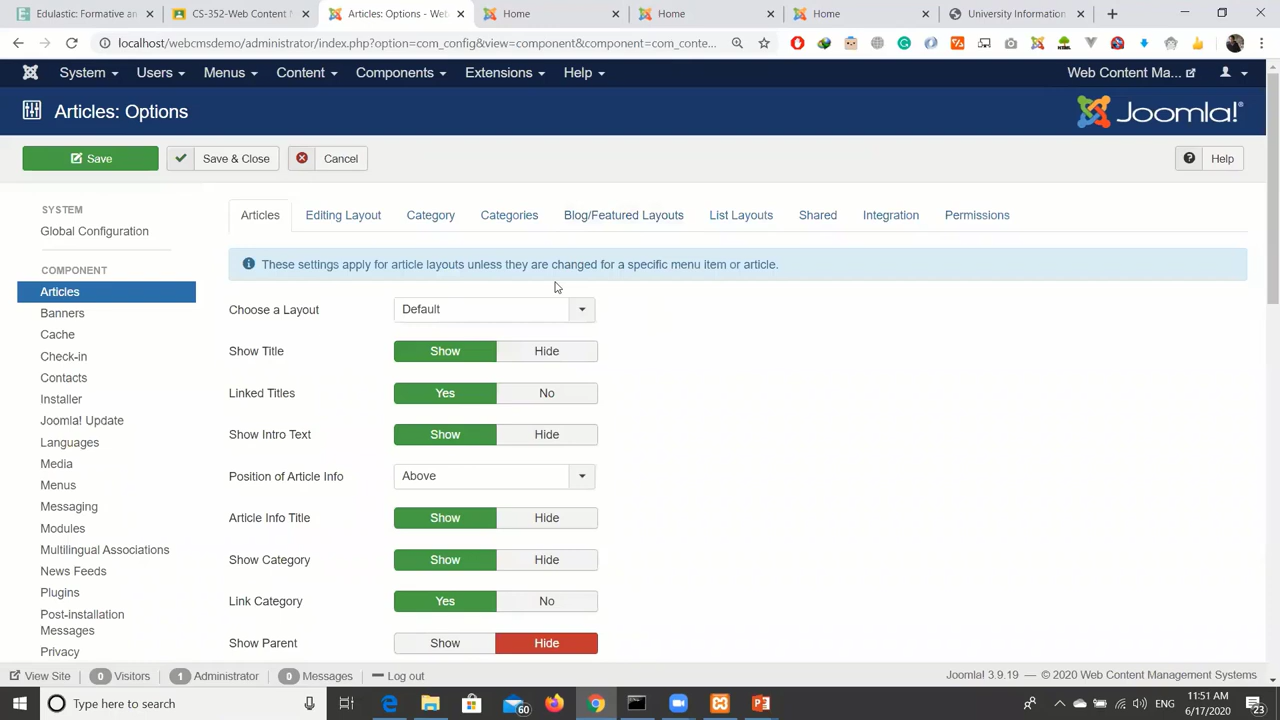 Edulastic: Formative an
CS-352-Web Content M
Articles: Options - We
Home
Home
Home
University Information
localhost/webcmsdemo/administrator/index.php?option=com_config&view=component&component=com_conte...
System Users Menus Content Components Extensions Help
Web Content Ma...
Articles: Options
Joomla!®
Save
Save & Close
Cancel
Help
SYSTEM
Global Configuration
COMPONENT
Articles
Banners
Cache
Check-in
Contacts
Installer
Joomla! Update
Languages
Media
Menus
Messaging
Modules
Multilingual Associations
News Feeds
Plugins
Post-installation
Messages
Privacy
Articles Editing Layout Category Categories Blog/Featured Layouts List Layouts Shared Integration Permissions
These settings apply for article layouts unless they are changed for a specific menu item or article.
Choose a Layout Default
Show Title Show Hide
Linked Titles Yes No
Show Intro Text Show Hide
Position of Article Info Above
Article Info Title Show Hide
Show Category Show Hide
Link Category Yes No
Show Parent Show Hide
View Site 0 Visitors 1 Administrator 0 Messages Log out
Joomla! 3.9.19 — © 2020 Web Content Management Systems
Type here to search
60
ENG
11:51 AM
6/17/2020
23